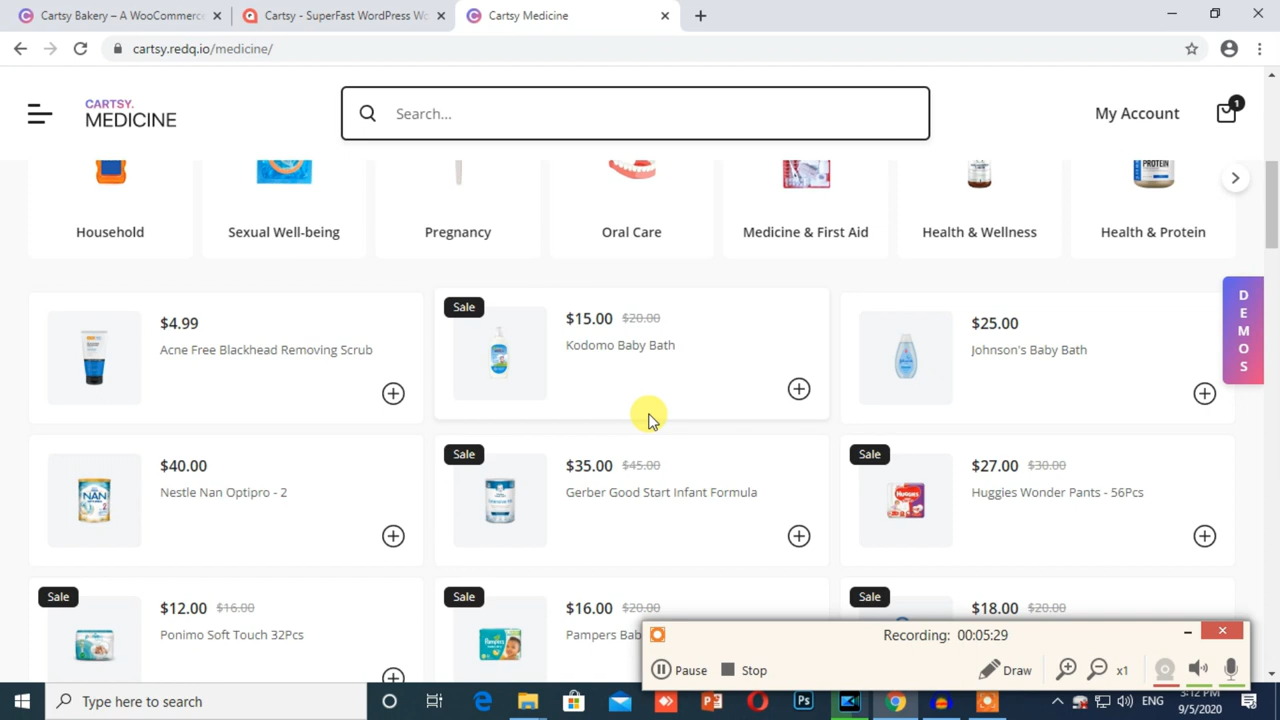 Cartsy Bakery – A WooCommerce
Cartsy - SuperFast WordPress Wo
Cartsy Medicine
cartsy.redq.io/medicine/
CARTSY.
MEDICINE
Search...
My Account
1
PROTEIN
Household
Sexual Well-being
Pregnancy
Oral Care
Medicine & First Aid
Health & Wellness
Health & Protein
DEMOS
$4.99
Acne Free Blackhead Removing Scrub
Sale
$15.00 $20.00
Kodomo Baby Bath
$25.00
Johnson's Baby Bath
$40.00
Nestle Nan Optipro - 2
NAN
Sale
$35.00 $45.00
Gerber Good Start Infant Formula
Sale
$27.00 $30.00
Huggies Wonder Pants - 56Pcs
HUGGIES
Sale
$12.00 $16.00
Ponimo Soft Touch 32Pcs
Sale
$16.00 $20.00
Pampers Bab
Pampers
Sale
$18.00 $20.00
Recording: 00:05:29
Pause
Stop
Draw
x1
Type here to search
Ps
ENG
3:12 PM
9/5/2020